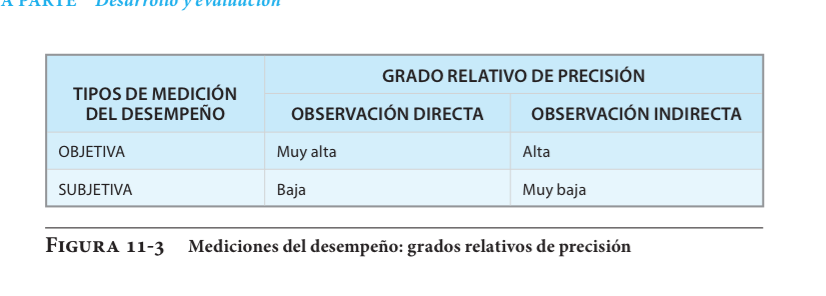 A PARTE Desarrollo y evaluación
TIPOS DE MEDICIÓN
DEL DESEMPEÑO
GRADO RELATIVO DE PRECISIÓN
OBSERVACIÓN DIRECTA OBSERVACIÓN INDIRECTA
OBJETIVA Muy alta Alta
SUBJETIVA Baja Muy baja
FIGURA 11-3 Mediciones del desempeño: grados relativos de precisión